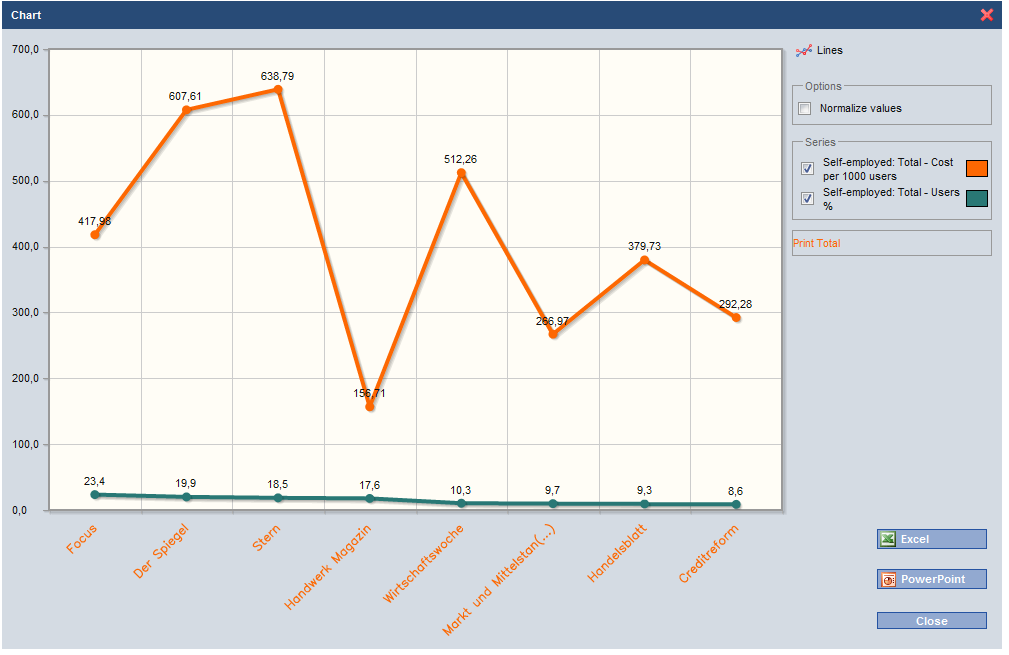 Chart
700,0
600,0
500,0
400,0
300,0
200,0
100,0
0,0
417,98
607,61
638,79
156,71
512,26
266,97
379,73
292,28
23,4
19,9
18,5
17,6
10,3
9,7
9,3
8,6
Focus
Der Spiegel
Stern
Handwerk Magazin
Wirtschaftswoche
Markt und Mittelstan(...)
Handelsblatt
Creditreform
Lines
Options
Normalize values
Series
Self-employed: Total - Cost
per 1000 users
Self-employed: Total - Users
%
Print Total
Excel
PowerPoint
Close